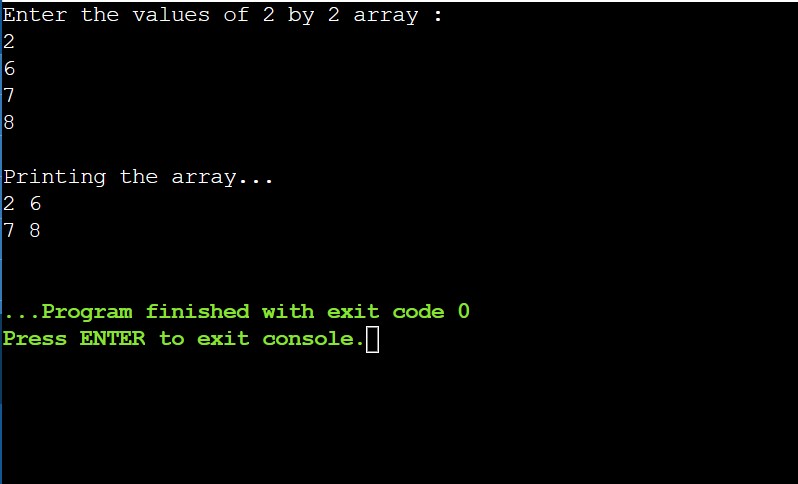 Enter the values of 2 by 2 array :
2
6
7
8
Printing the array...
2 6
7 8
...Program finished with exit code 0
Press ENTER to exit console.